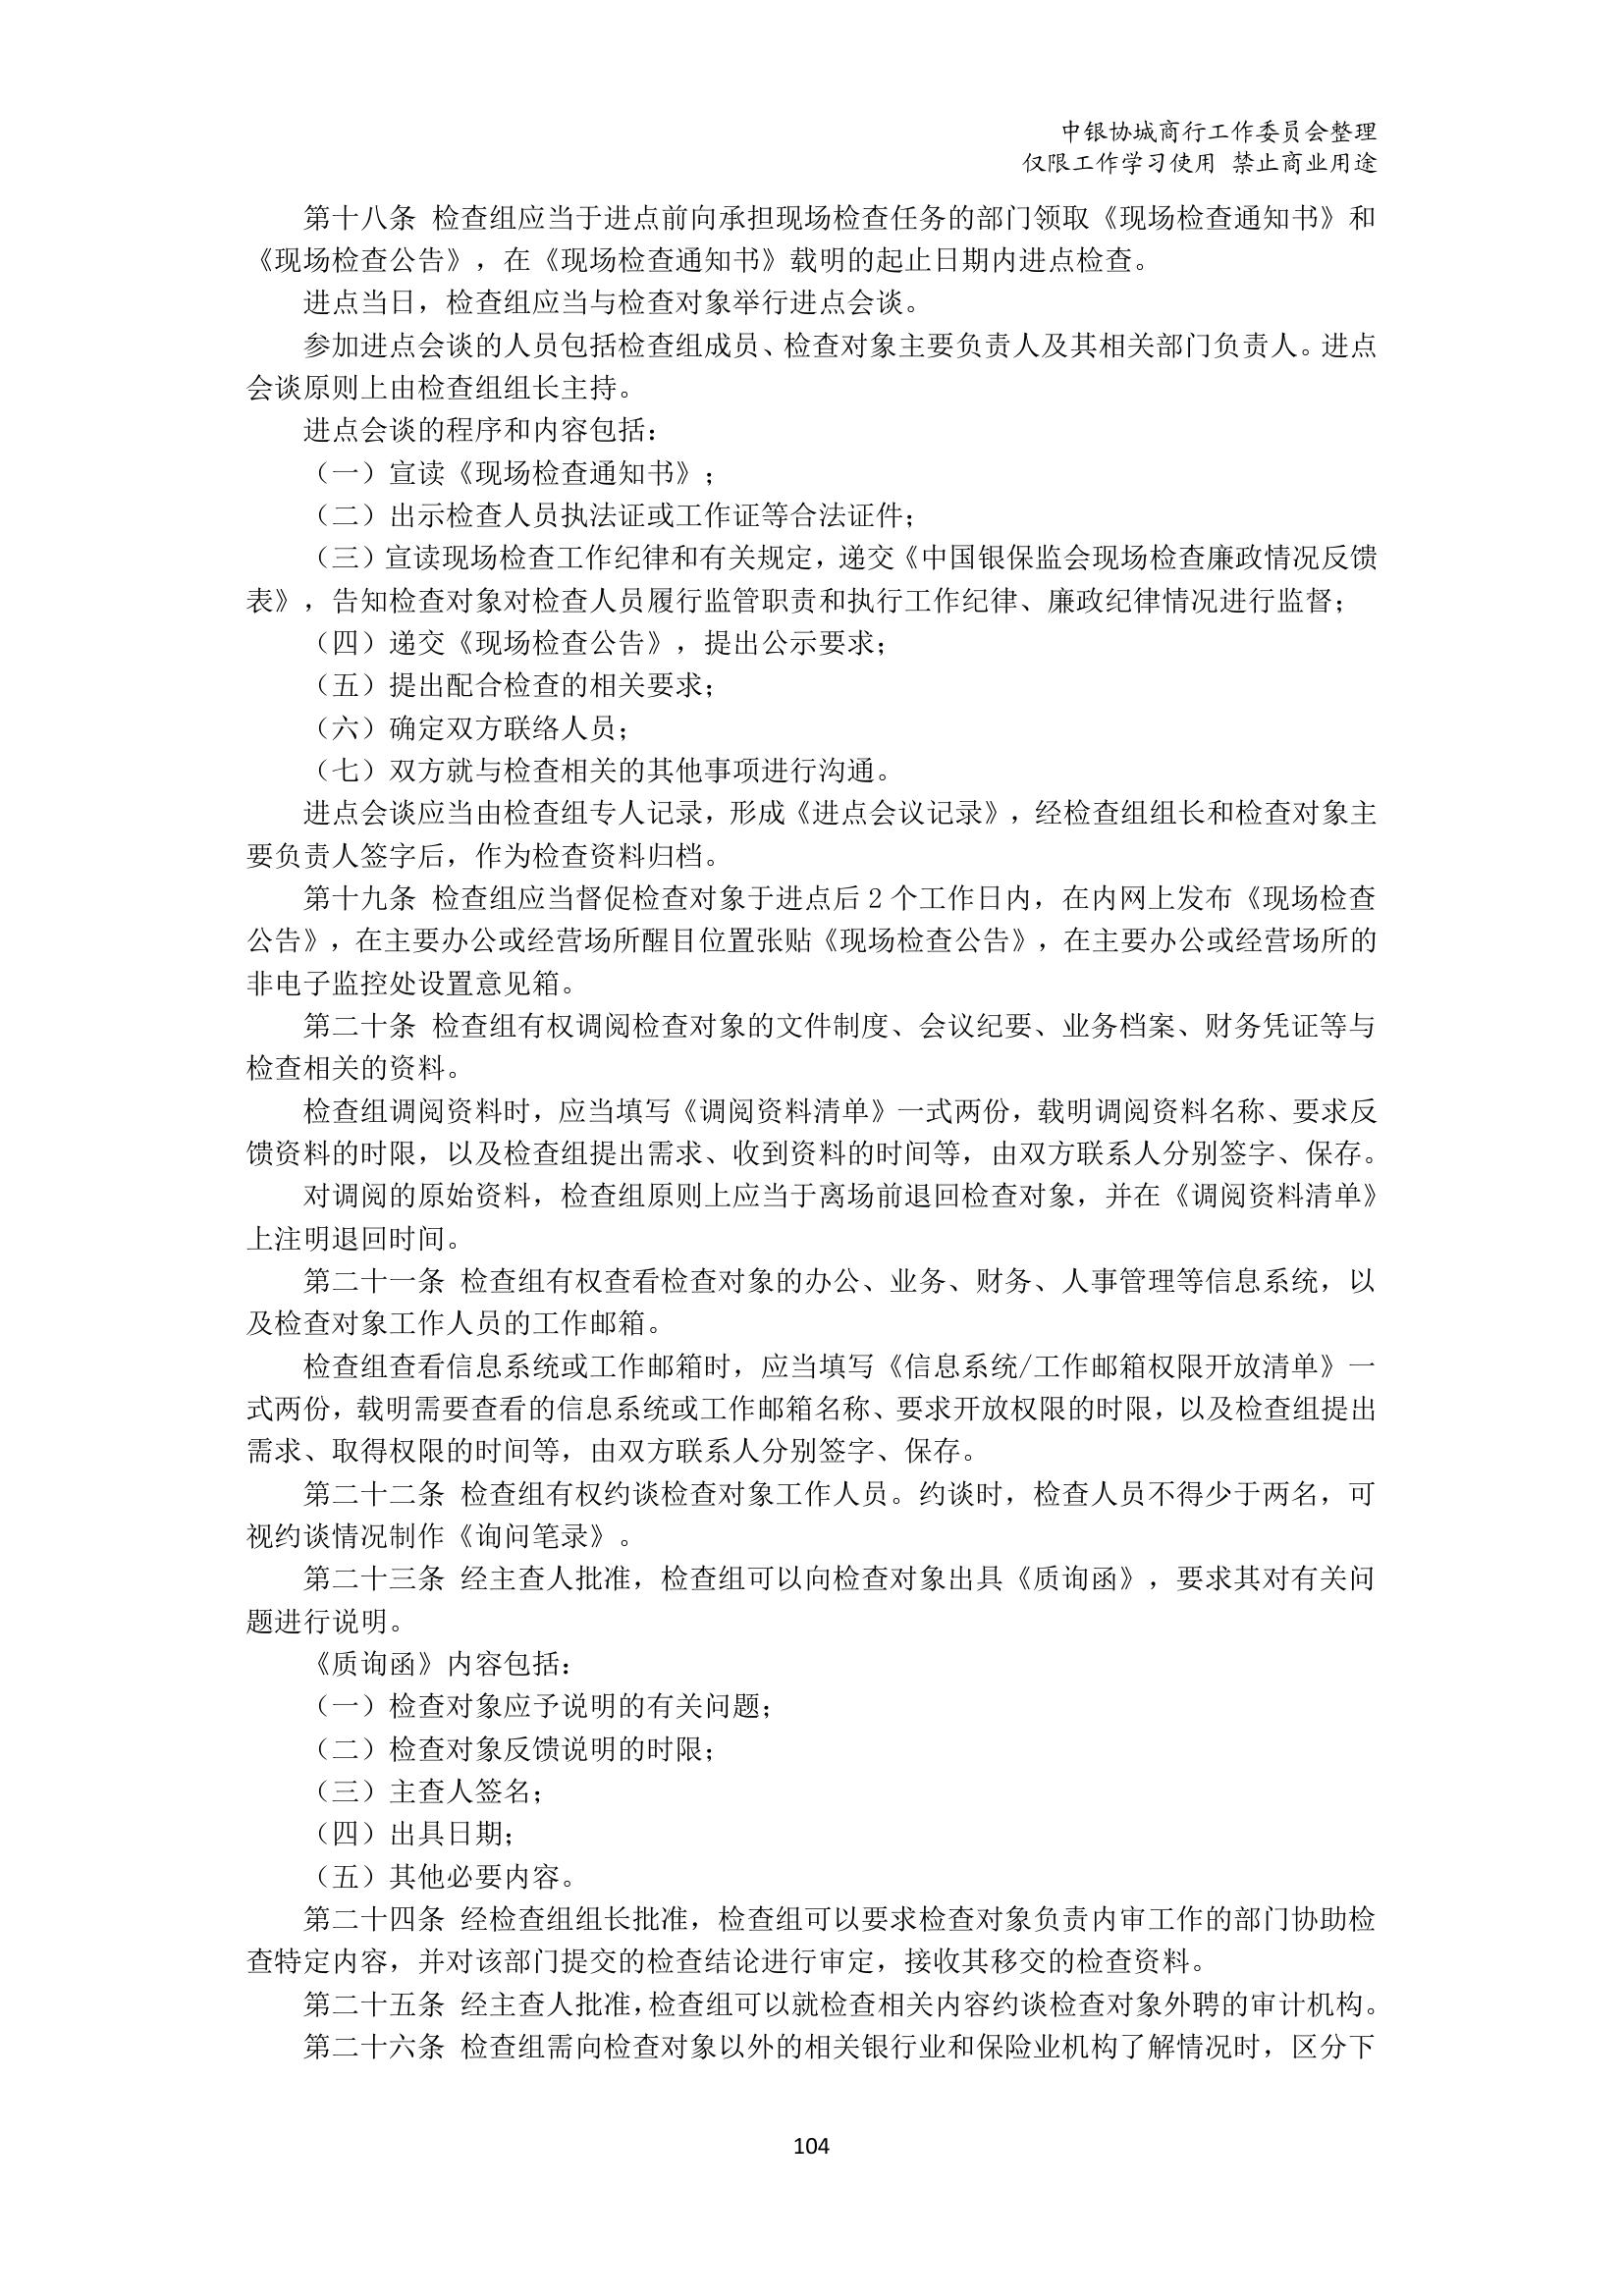 中银协城商行工作委员会整理
仅限工作学习使用 禁止商业用途
第十八条 检查组应当于进点前向承担现场检查任务的部门领取《现场检查通知书》和
《现场检查公告》，在《现场检查通知书》载明的起止日期内进点检查。
进点当日，检查组应当与检查对象举行进点会谈。
参加进点会谈的人员包括检查组成员、检查对象主要负责人及其相关部门负责人。进点
会谈原则上由检查组组长主持。
进点会谈的程序和内容包括：
（一）宣读《现场检查通知书》；
（二）出示检查人员执法证或工作证等合法证件；
（三）宣读现场检查工作纪律和有关规定，递交《中国银保监会现场检查廉政情况反馈
表》，告知检查对象对检查人员履行监管职责和执行工作纪律、廉政纪律情况进行监督；
（四）递交《现场检查公告》，提出公示要求；
（五）提出配合检查的相关要求；
（六）确定双方联络人员；
（七）双方就与检查相关的其他事项进行沟通。
进点会谈应当由检查组专人记录，形成《进点会议记录》，经检查组组长和检查对象主
要负责人签字后，作为检查资料归档。
第十九条 检查组应当督促检查对象于进点后 2 个工作日内，在内网上发布《现场检查
公告》，在主要办公或经营场所醒目位置张贴《现场检查公告》，在主要办公或经营场所的
非电子监控处设置意见箱。
第二十条 检查组有权调阅检查对象的文件制度、会议纪要、业务档案、财务凭证等与
检查相关的资料。
检查组调阅资料时，应当填写《调阅资料清单》一式两份，载明调阅资料名称、要求反
馈资料的时限，以及检查组提出需求、收到资料的时间等，由双方联系人分别签字、保存。
对调阅的原始资料，检查组原则上应当于离场前退回检查对象，并在《调阅资料清单》
上注明退回时间。
第二十一条 检查组有权查看检查对象的办公、业务、财务、人事管理等信息系统，以
及检查对象工作人员的工作邮箱。
检查组查看信息系统或工作邮箱时，应当填写《信息系统/工作邮箱权限开放清单》一
式两份，载明需要查看的信息系统或工作邮箱名称、要求开放权限的时限，以及检查组提出
需求、取得权限的时间等，由双方联系人分别签字、保存。
第二十二条 检查组有权约谈检查对象工作人员。约谈时，检查人员不得少于两名，可
视约谈情况制作《询问笔录》。
第二十三条 经主查人批准，检查组可以向检查对象出具《质询函》，要求其对有关问
题进行说明。
《质询函》内容包括：
（一）检查对象应予说明的有关问题；
（二）检查对象反馈说明的时限；
（三）主查人签名；
（四）出具日期；
（五）其他必要内容。
第二十四条 经检查组组长批准，检查组可以要求检查对象负责内审工作的部门协助检
查特定内容，并对该部门提交的检查结论进行审定，接收其移交的检查资料。
第二十五条 经主查人批准，检查组可以就检查相关内容约谈检查对象外聘的审计机构。
第二十六条 检查组需向检查对象以外的相关银行业和保险业机构了解情况时，区分下
104